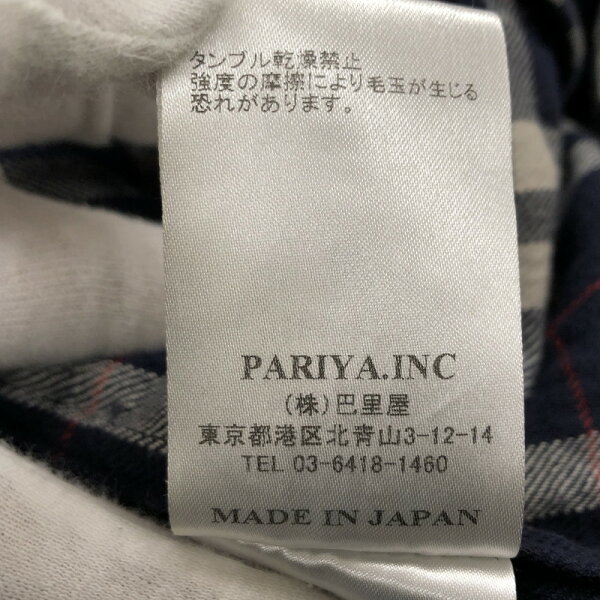 タンブル乾燥禁止
強度の摩擦により毛玉が生じる
恐れがあります。
PARIYA.INC
(株)巴里屋
東京都港区北青山3-12-14
TEL 03-6418-1460
MADE IN JAPAN